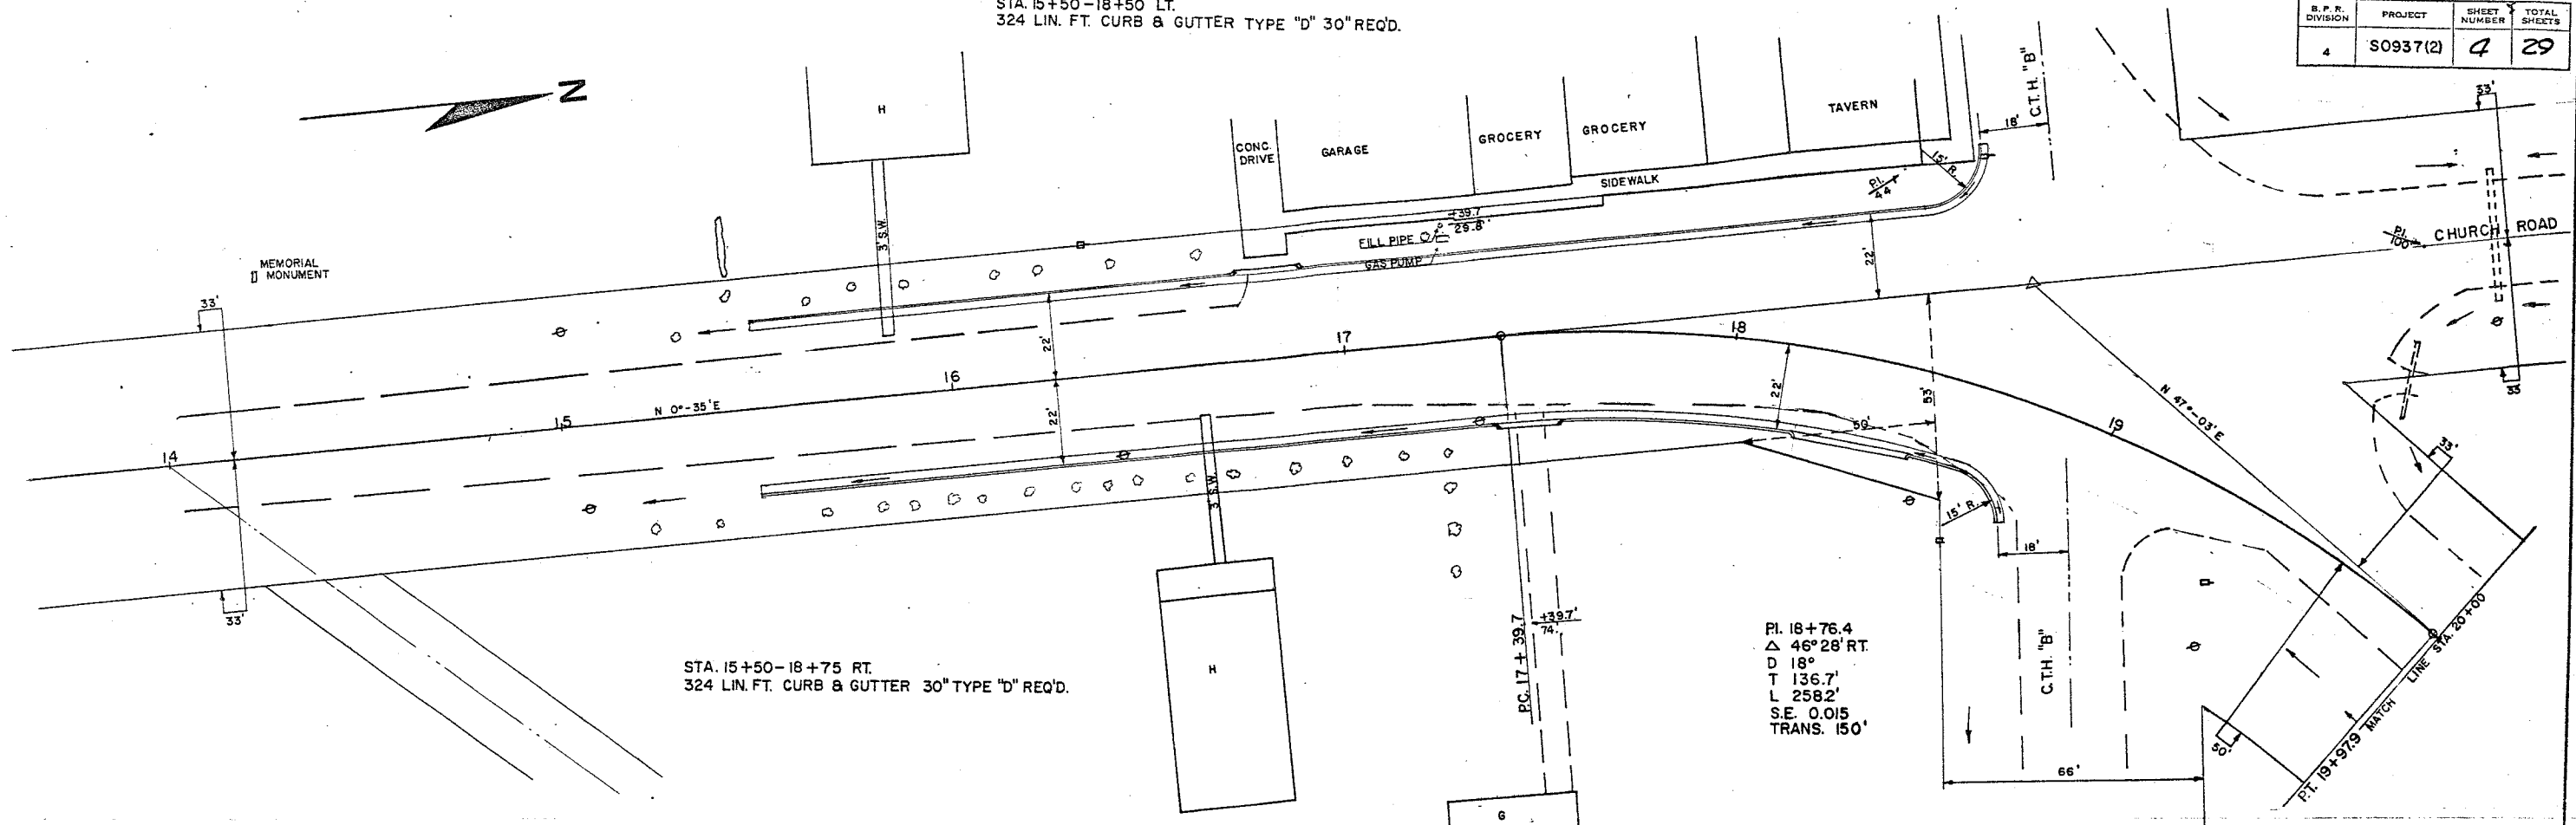 STA. 15+50-18+50 LT.
324 LIN. FT. CURB & GUTTER TYPE "D" 30" REQ'D.
B. P. R. DIVISION
PROJECT
SHEET NUMBER
TOTAL SHEETS
4
S0937(2)
4
29
N
H
CONC. DRIVE
GARAGE
GROCERY
GROCERY
TAVERN
C.T.H. "B"
18'
33'
SIDEWALK
15' R.
P.I.
44
3' S.W.
+39.7
29.8'
FILL PIPE
GAS PUMP
MEMORIAL
MONUMENT
33'
22'
22'
P.I.
100
CHURCH ROAD
14
15
16
17
18
19
N 0°-35'E
22'
22'
53'
50'
N 47°-03'E
33
33'
3' S.W.
15' R.
18'
33'
P.C. 17 + 39.7
+39.7'
74'
C.T.H. "B"
66'
50'
P.T. 19+97.9
MATCH LINE STA. 20+00
H
G
STA. 15+50-18+75 RT.
324 LIN. FT. CURB & GUTTER 30" TYPE "D" REQ'D.
P.I. 18+76.4
△ 46°28' RT.
D 18°
T 136.7'
L 258.2'
S.E. 0.015
TRANS. 150'